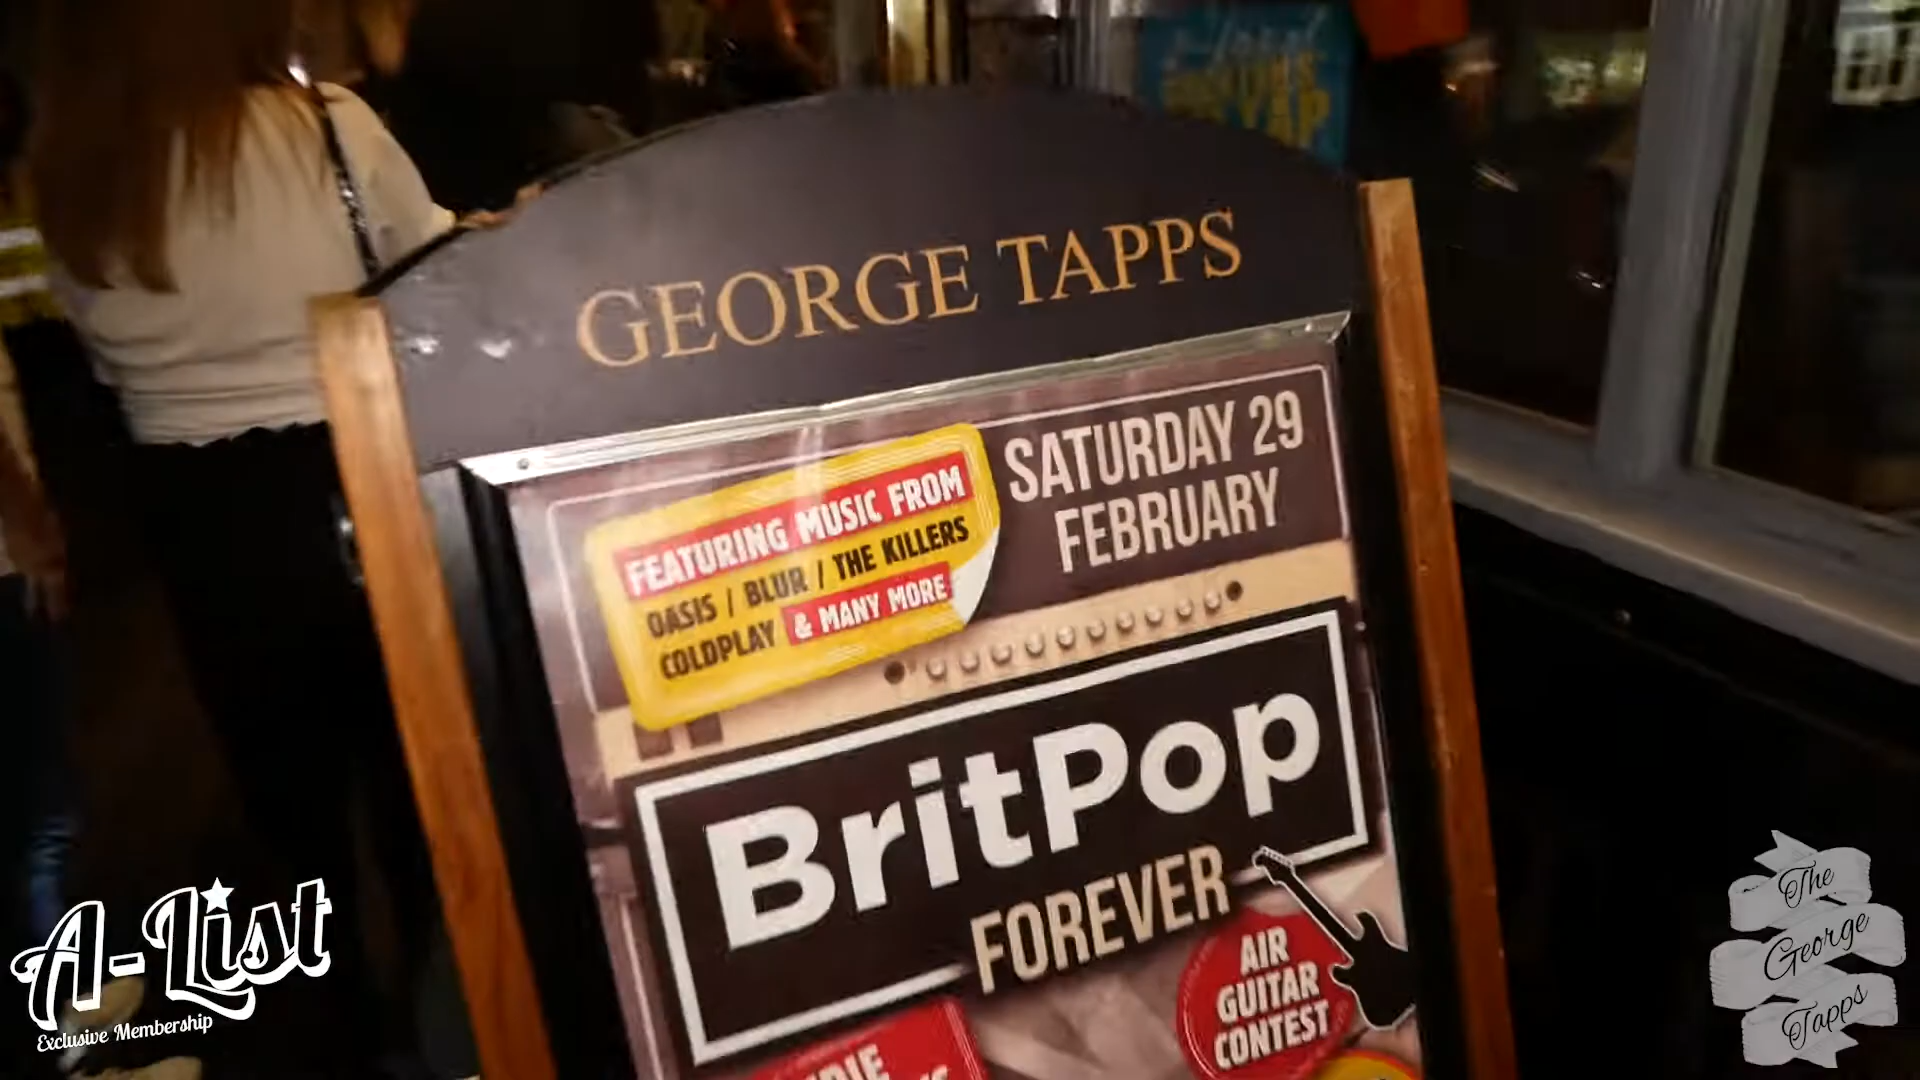 GEORGE TAPPS
SATURDAY 29
FEBRUARY
FEATURING MUSIC FROM
OASIS / BLUR / THE KILLERS
COLDPLAY & MANY MORE
BritPop
FOREVER
AIR
GUITAR
CONTEST
A-List
Exclusive Membership
The
George
Tapps